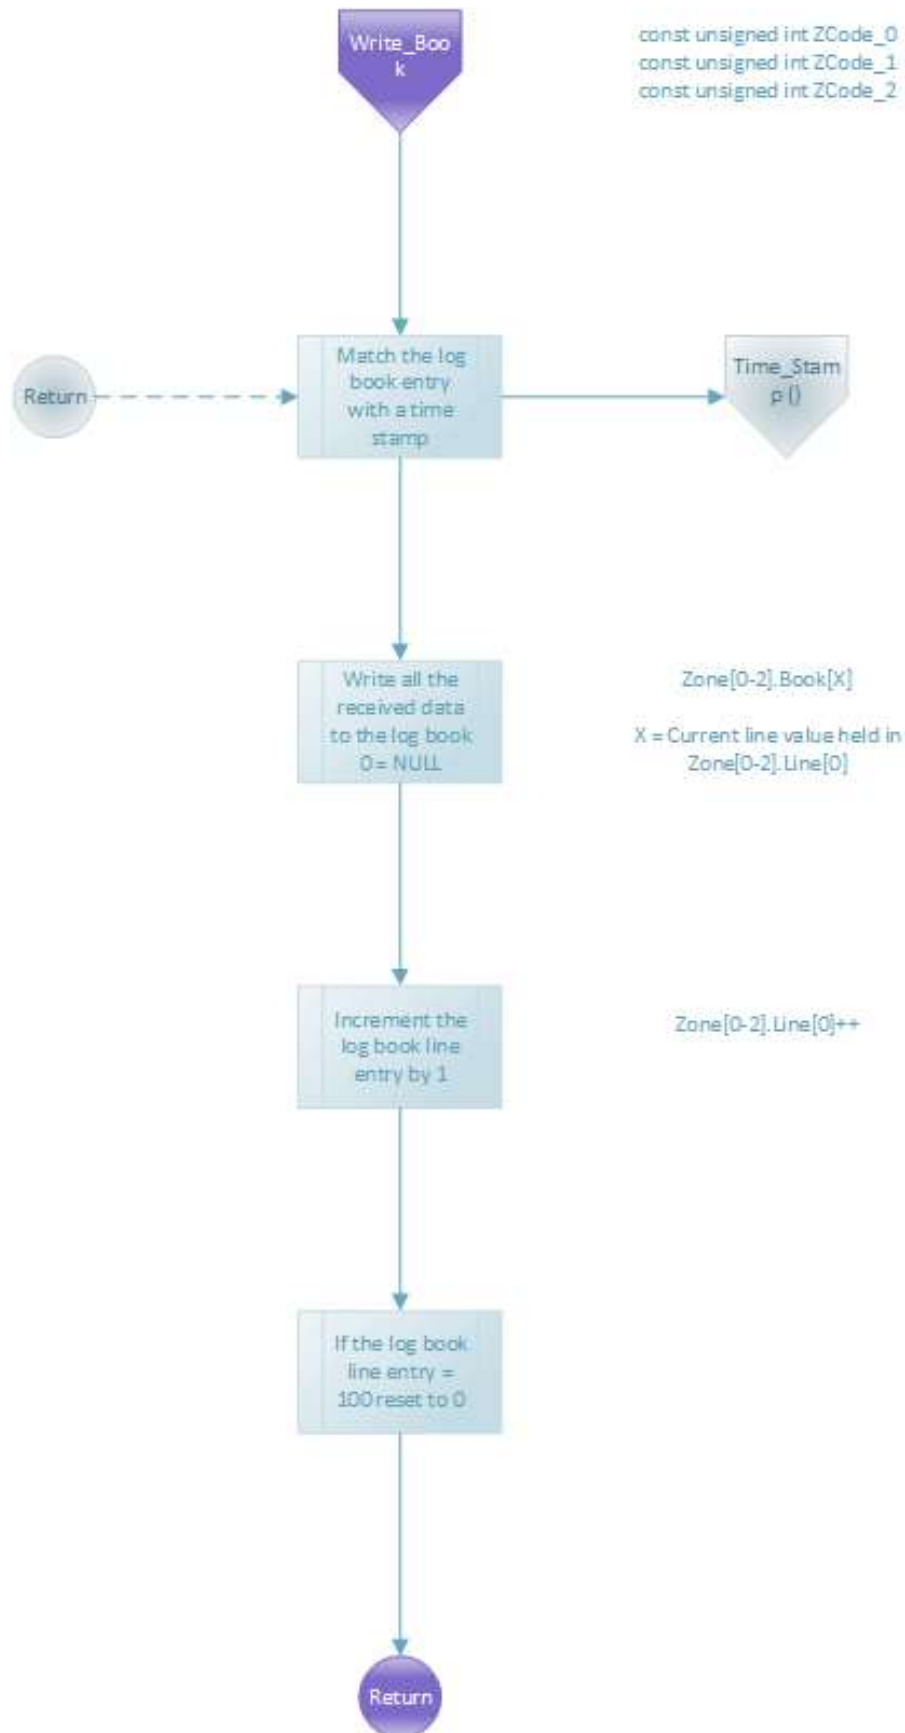 Write_Boo
k
const unsigned int ZCode_0
const unsigned int ZCode_1
const unsigned int ZCode_2
Return
Match the log
book entry
with a time
stamp
Time_Stam
p ()
Write all the
received data
to the log book
0 = NULL
Zone[0-2].Book[X]
X = Current line value held in
Zone[0-2].Line[0]
Increment the
log book line
entry by 1
Zone[0-2].Line[0]++
If the log book
line entry =
100 reset to 0
Return